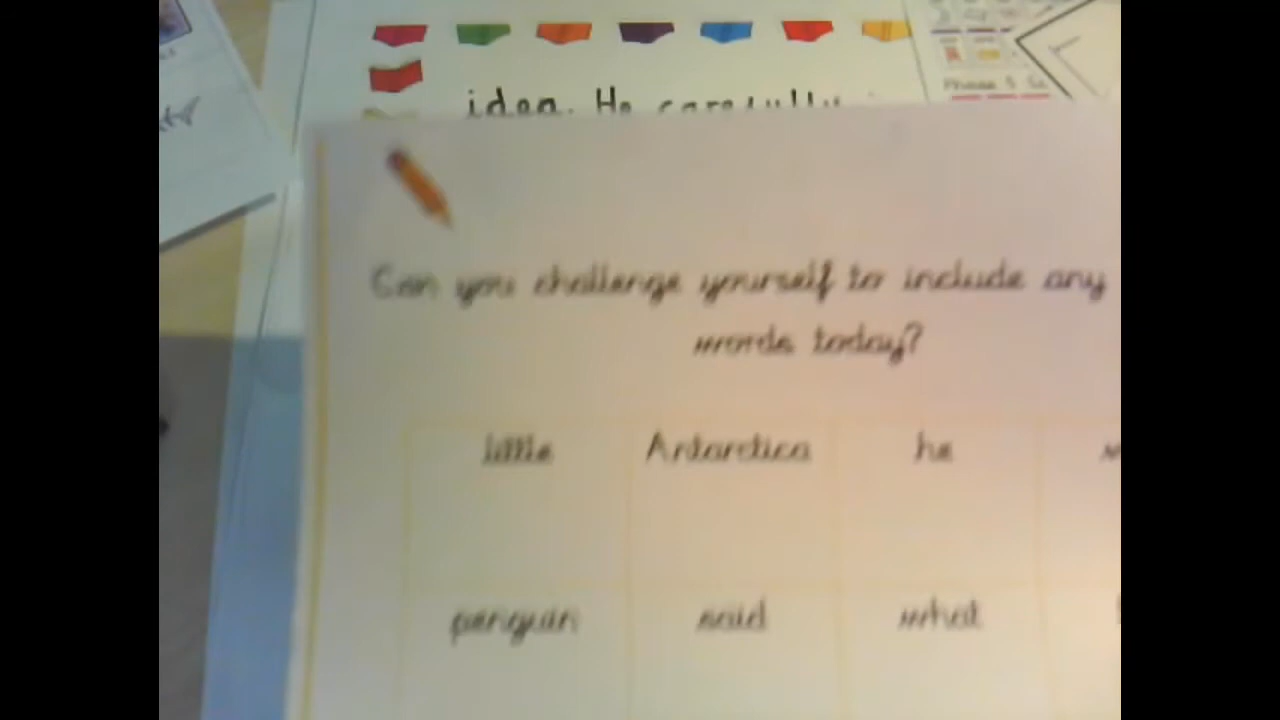 idea. He carefully
Can you challenge yourself to include any
words today?
little Antarctica he
penguin said what